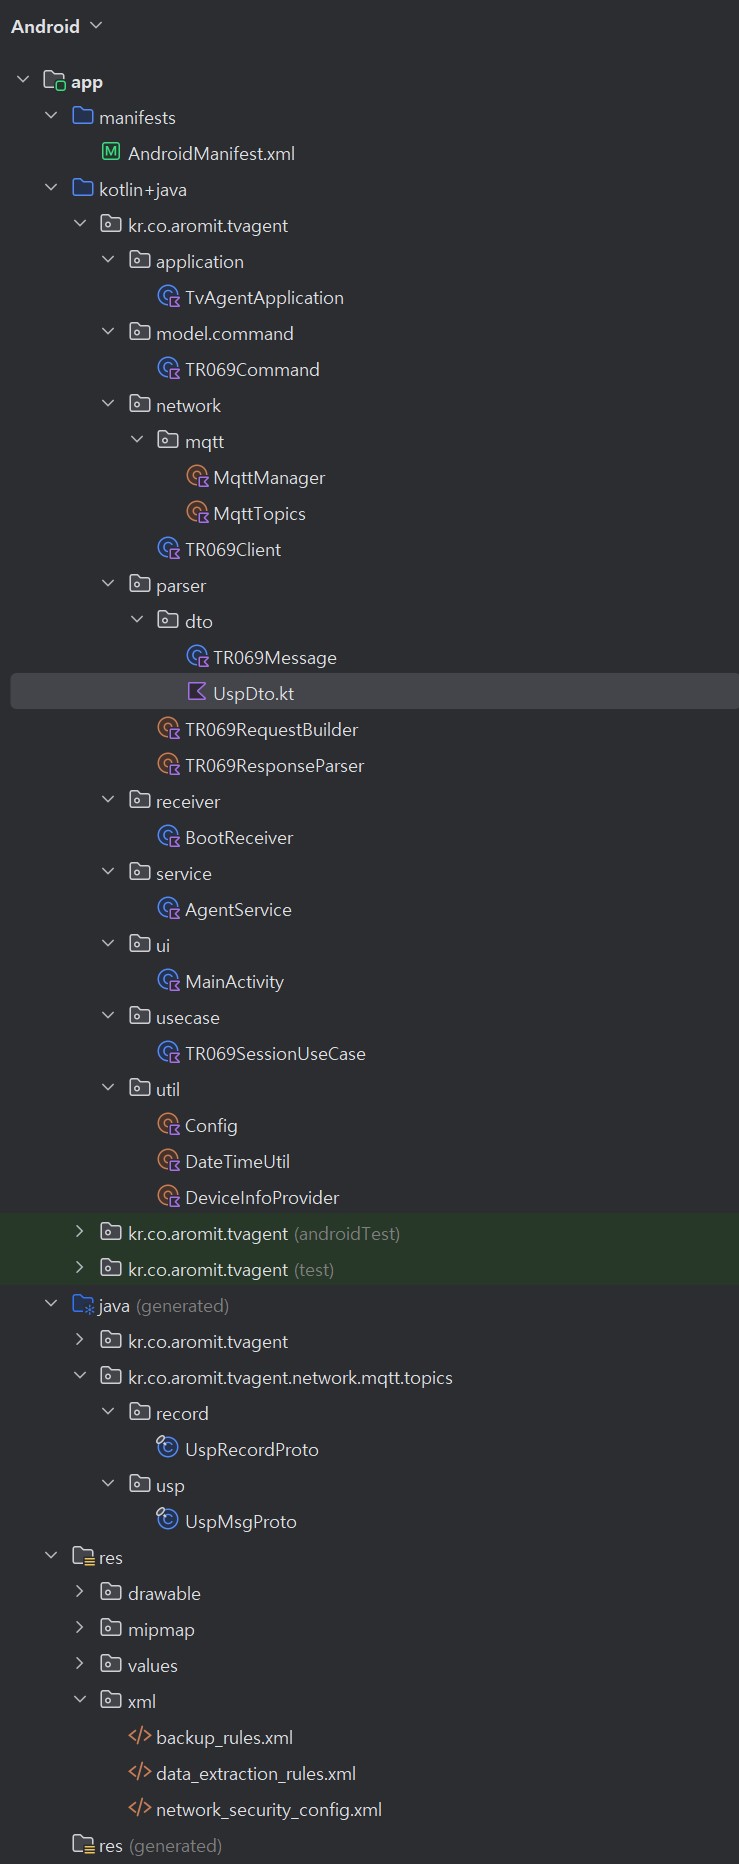 Android
app
manifests
AndroidManifest.xml
kotlin+java
kr.co.aromit.tvagent
application
TvAgentApplication
model.command
TR069Command
network
mqtt
MqttManager
MqttTopics
TR069Client
parser
dto
TR069Message
UspDto.kt
TR069RequestBuilder
TR069ResponseParser
receiver
BootReceiver
service
AgentService
ui
MainActivity
usecase
TR069SessionUseCase
util
Config
DateTimeUtil
DeviceInfoProvider
kr.co.aromit.tvagent (androidTest)
kr.co.aromit.tvagent (test)
java (generated)
kr.co.aromit.tvagent
kr.co.aromit.tvagent.network.mqtt.topics
record
UspRecordProto
usp
UspMsgProto
res
drawable
mipmap
values
xml
backup_rules.xml
data_extraction_rules.xml
network_security_config.xml
res (generated)